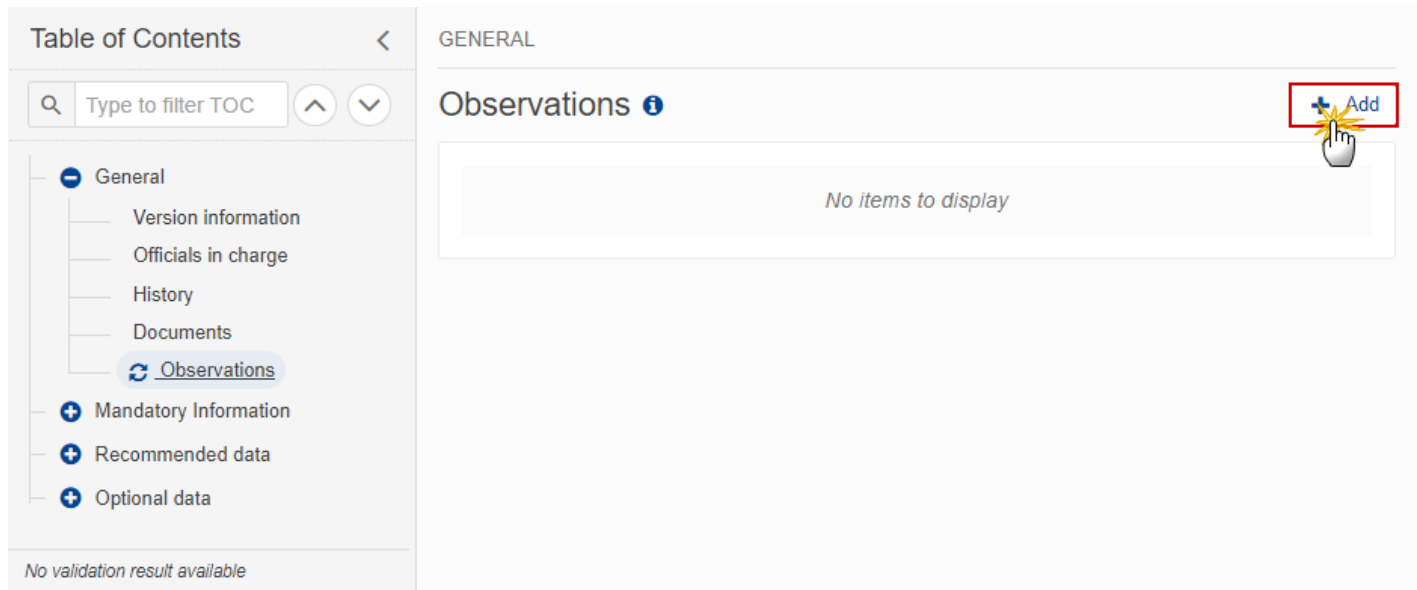 Table of Contents
Type to filter TOC
General
Version information
Officials in charge
History
Documents
Observations
Mandatory Information
Recommended data
Optional data
No validation result available
GENERAL
Observations
Add
No items to display